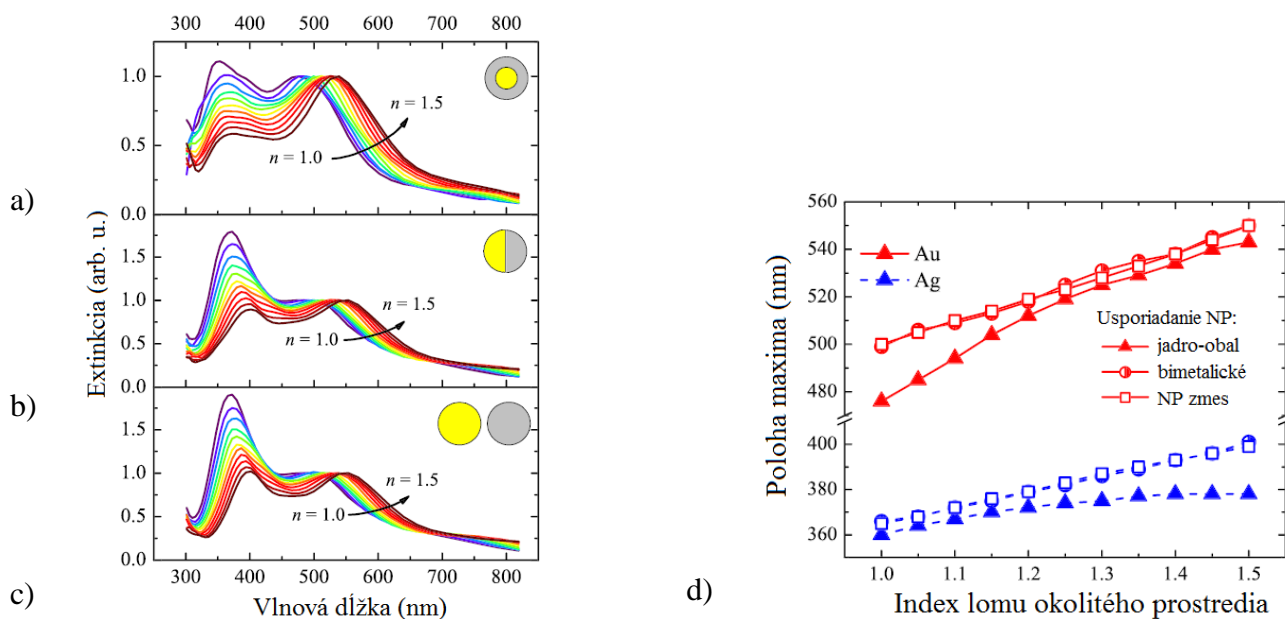 300 400 500 600 700 800
1.0
n = 1.5
0.5
n = 1.0
a)
0.0
Extinkcia (arb. u.)
1.5
1.0
n = 1.5
0.5
n = 1.0
b)
0.0
1.5
1.0
n = 1.5
0.5
n = 1.0
0.0
300 400 500 600 700 800
c)
Vlnová dĺžka (nm)
560
540
520
500
480
400
380
360
Poloha maxima (nm)
Au
Ag
Usporiadanie NP:
jadro-obal
bimetalické
NP zmes
1.0 1.1 1.2 1.3 1.4 1.5
d)
Index lomu okolitého prostredia